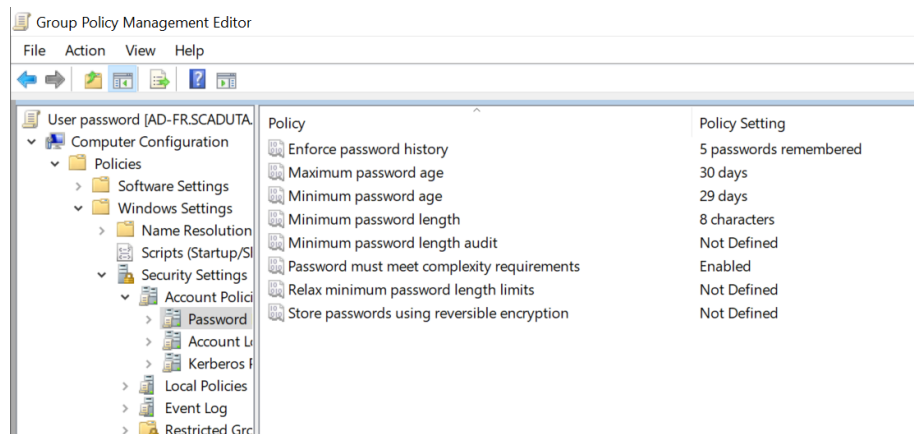 Group Policy Management Editor
File Action View Help
User password [AD-FR.SCADUTA.
Computer Configuration
Policies
Software Settings
Windows Settings
Name Resolution
Scripts (Startup/Sl
Security Settings
Account Polici
Password
Account Lo
Kerberos P
Local Policies
Event Log
Restricted Grc
Policy Policy Setting
Enforce password history 5 passwords remembered
Maximum password age 30 days
Minimum password age 29 days
Minimum password length 8 characters
Minimum password length audit Not Defined
Password must meet complexity requirements Enabled
Relax minimum password length limits Not Defined
Store passwords using reversible encryption Not Defined